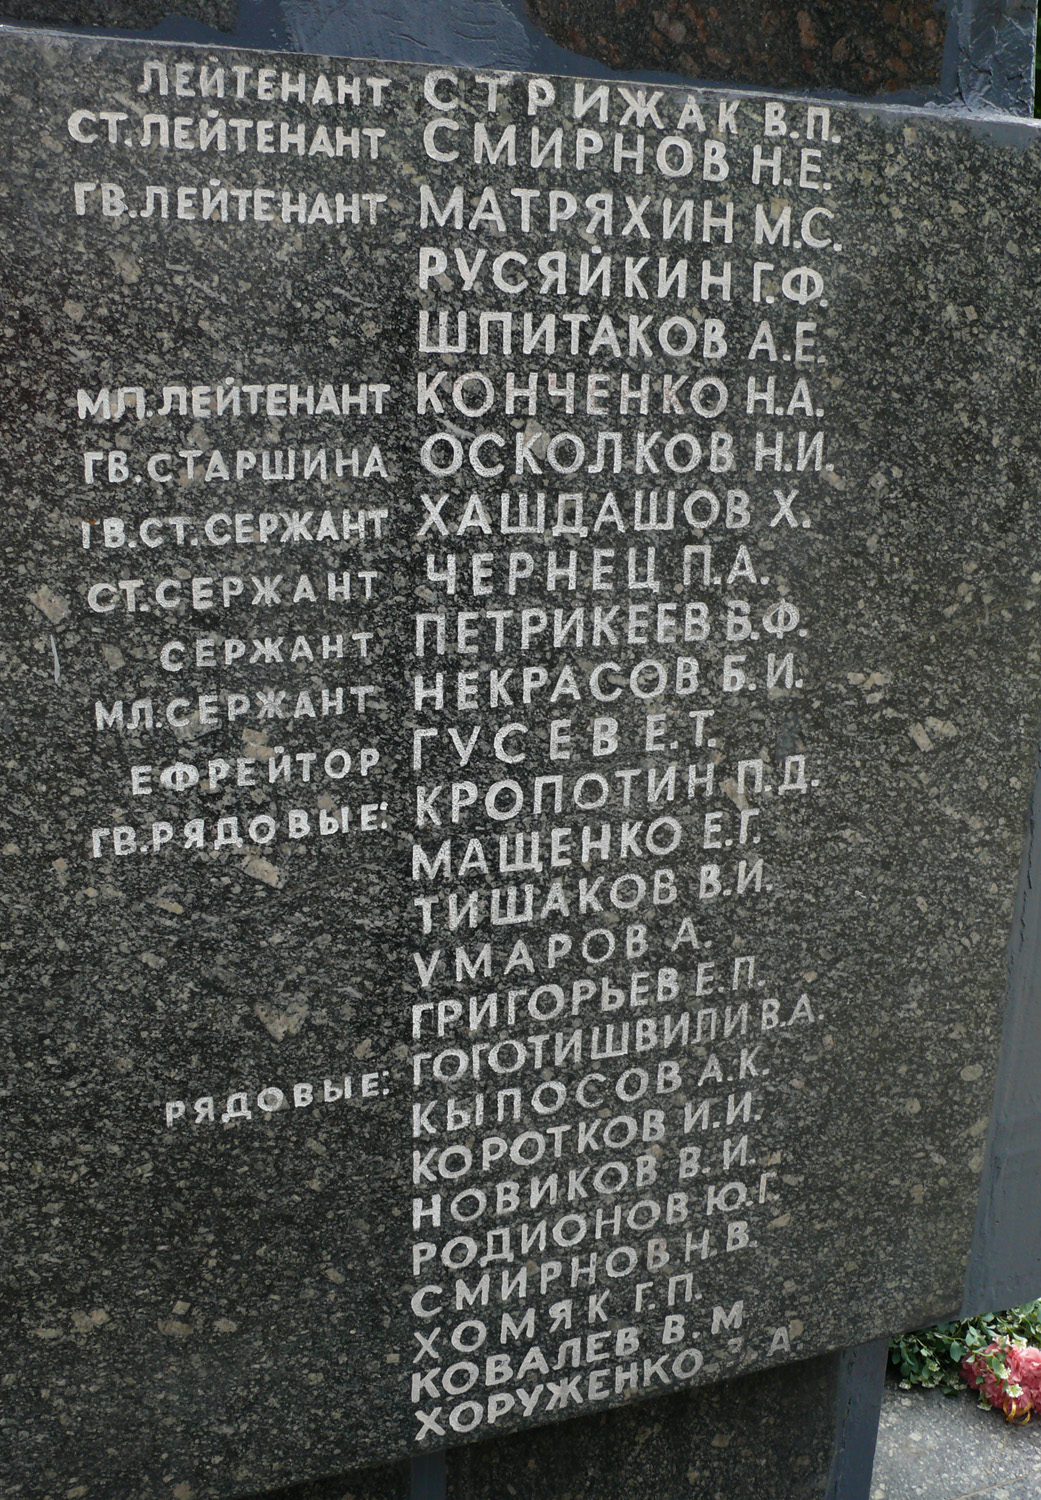 ЛЕЙТЕНАНТ СТРИЖАК В.П.
СТ.ЛЕЙТЕНАНТ СМИРНОВ Н.Е.
ГВ.ЛЕЙТЕНАНТ МАТРЯХИН М.С.
РУСЯЙКИН Г.Ф.
ШПИТАКОВ А.Е.
МЛ.ЛЕЙТЕНАНТ КОНЧЕНКО Н.А.
ГВ.СТАРШИНА ОСКОЛКОВ Н.И.
ГВ.СТ.СЕРЖАНТ ХАШДАШОВ Х.
СТ.СЕРЖАНТ ЧЕРНЕЦ П.А.
СЕРЖАНТ ПЕТРИКЕЕВ Б.Ф.
МЛ.СЕРЖАНТ НЕКРАСОВ Б.И.
ЕФРЕЙТОР ГУСЕВ Е.Т.
ГВ.РЯДОВЫЕ: КРОПОТИН П.Д.
МАЩЕНКО Е.Г.
ТИШАКОВ В.И.
УМАРОВ А.
ГРИГОРЬЕВ Е.П.
ГОГОТИШВИЛИ В.А.
РЯДОВЫЕ: КЫПОСОВ А.К.
КОРОТКОВ И.И.
НОВИКОВ В.И.
РОДИОНОВ Ю.Г.
СМИРНОВ Н.В.
ХОМЯК Г.П.
КОВАЛЕВ В.М
ХОРУЖЕНКО. А